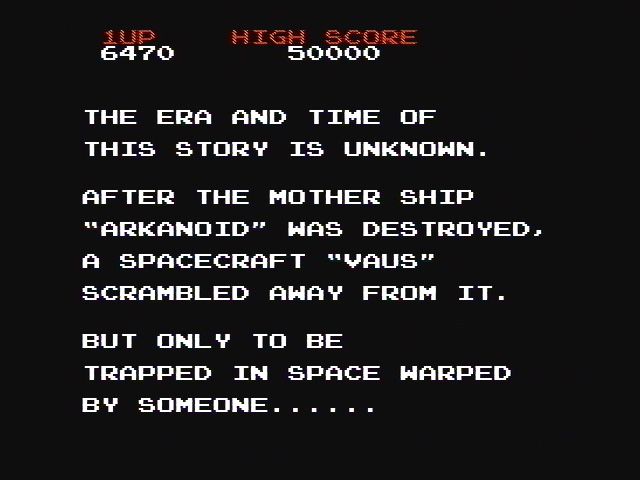 1UP HIGH SCORE
6470 50000
THE ERA AND TIME OF
THIS STORY IS UNKNOWN.
AFTER THE MOTHER SHIP
"ARKANOID" WAS DESTROYED,
A SPACECRAFT "VAUS"
SCRAMBLED AWAY FROM IT.
BUT ONLY TO BE
TRAPPED IN SPACE WARPED
BY SOMEONE......